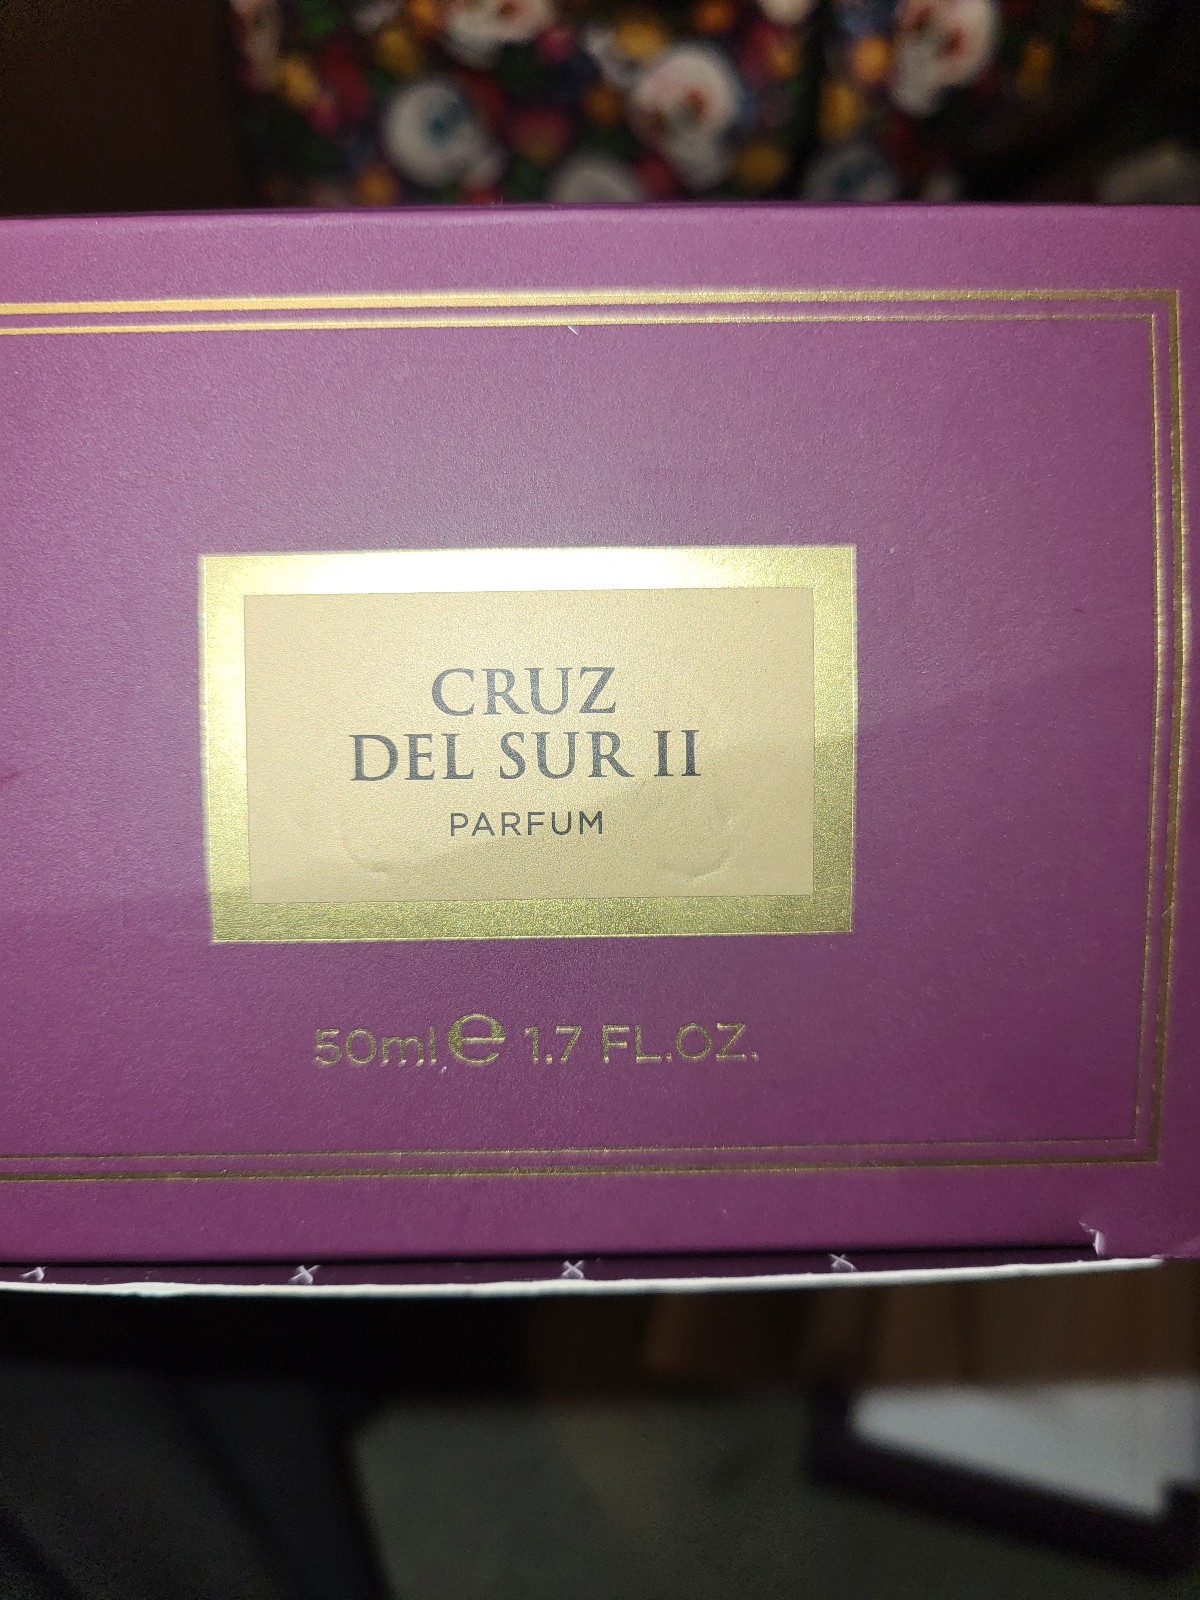 CRUZ
DEL SUR II
PARFUM
50ml e 1.7 FL.OZ.